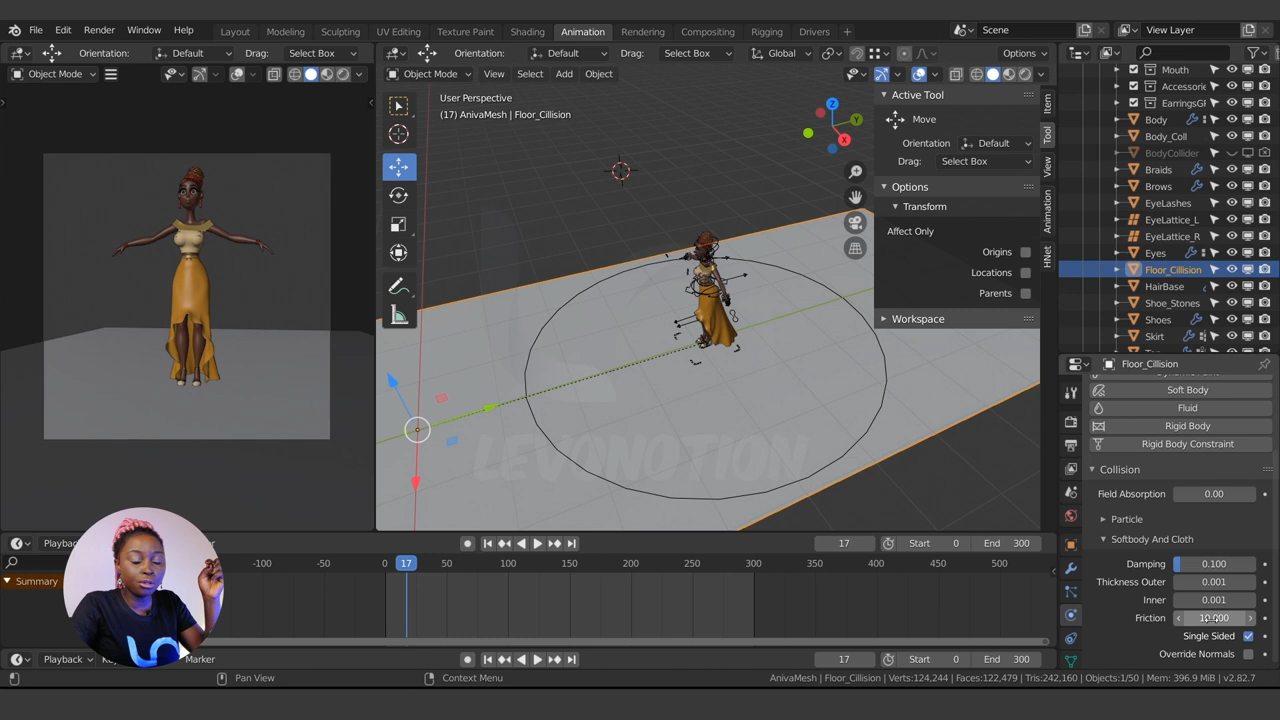 File Edit Render Window Help Layout Modeling Sculpting UV Editing Texture Paint Shading Animation Rendering Compositing Rigging Drivers + Scene View Layer
Orientation: Default Drag: Select Box Orientation: Default Drag: Select Box Global Options
Object Mode Object Mode View Select Add Object
User Perspective
(17) AnivaMesh | Floor_Cillision
Active Tool
Move
Orientation Default
Drag: Select Box
Options
Transform
Affect Only
Origins
Locations
Parents
Workspace
Item
Tool
View
Animation
HNet
Z
Y
X
Mouth
Accessorie
EarringsGF
Body
Body_Coll
BodyCollider
Braids
Brows
EyeLashes
EyeLattice_L
EyeLattice_R
Eyes
Floor_Cillision
HairBase
Shoe_Stones
Shoes
Skirt
Floor_Cillision
Soft Body
Fluid
Rigid Body
Rigid Body Constraint
Collision
Field Absorption 0.00
Particle
Softbody And Cloth
Damping 0.100
Thickness Outer 0.001
Inner 0.001
Friction 10.000
Single Sided
Override Normals
LEVONOTION
Playback 17 Start 0 End 300
-100 -50 0 17 50 100 150 200 250 300 350 400 450 500
Summary
Playback Marker 17 Start 0 End 300
Pan View Context Menu AnivaMesh | Floor_Cillision | Verts:124,244 | Faces:122,479 | Tris:242,160 | Objects:1/50 | Mem: 396.9 MiB | v2.82.7